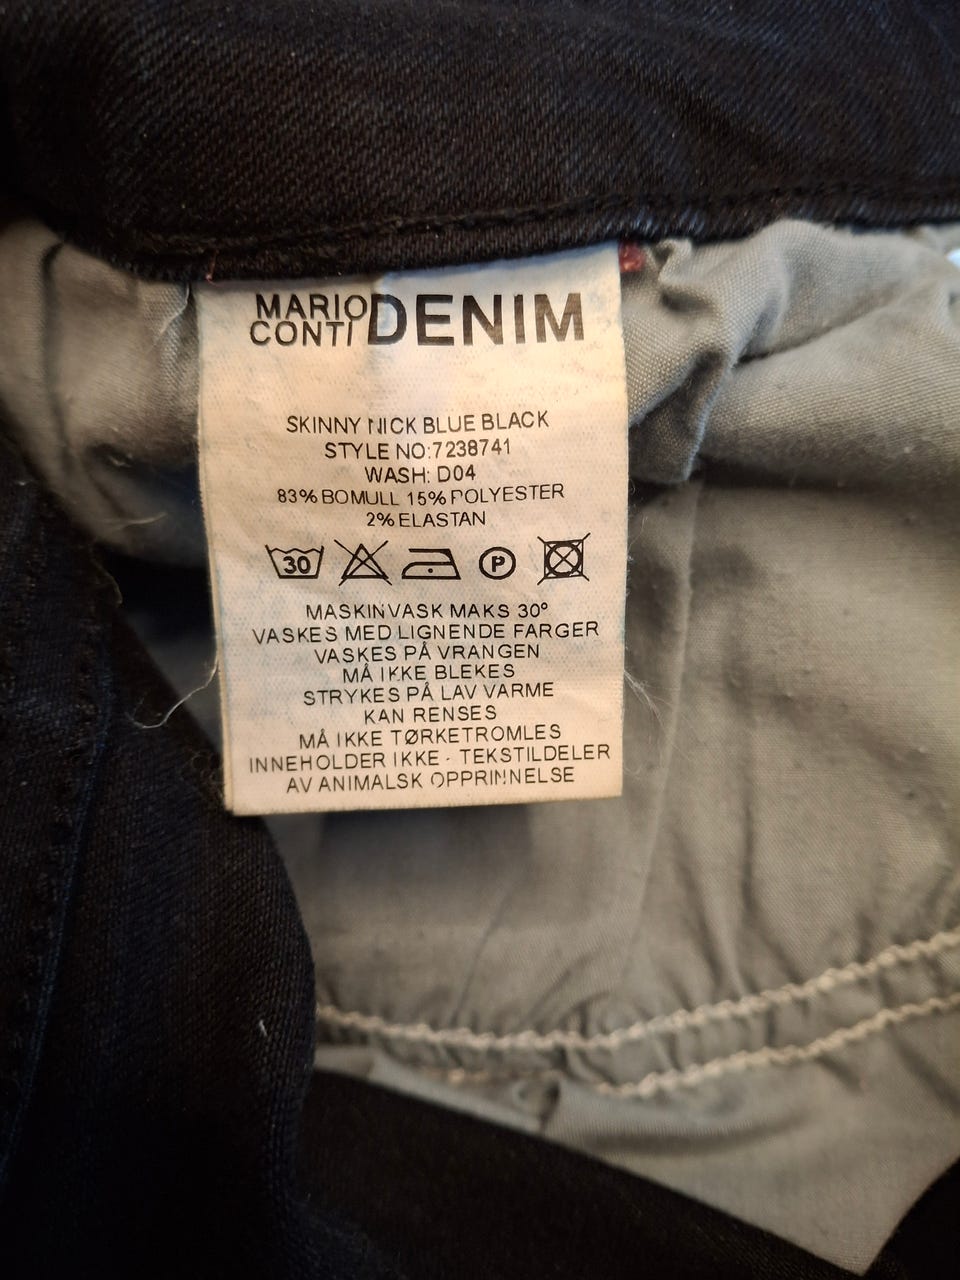 MARIO CONTI DENIM
SKINNY NICK BLUE BLACK
STYLE NO:7238741
WASH: D04
83% BOMULL 15% POLYESTER
2% ELASTAN
30 P
MASKINVASK MAKS 30°
VASKES MED LIGNENDE FARGER
VASKES PÅ VRANGEN
MÅ IKKE BLEKES
STRYKES PÅ LAV VARME
KAN RENSES
MÅ IKKE TØRKETROMLES
INNEHOLDER IKKE - TEKSTILDELER
AV ANIMALSK OPPRINNELSE